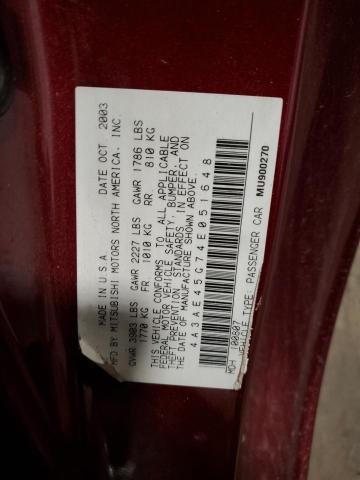 MADE IN U.S.A. DATE OCT 2003
MFD BY MITSUBISHI MOTORS NORTH AMERICA, INC.
GVWR 3903 LBS GAWR 2227 LBS GAWR 1786 LBS
1770 KG FR 1010 KG RR 810 KG
THIS VEHICLE CONFORMS TO ALL APPLICABLE
FEDERAL MOTOR VEHICLE SAFETY, BUMPER, AND
THEFT PREVENTION STANDARDS IN EFFECT ON
THE DATE OF MANUFACTURE SHOWN ABOVE.
4A3AE45G74E051648
MU900270
MDH 100807
VEHICLE TYPE: PASSENGER CAR